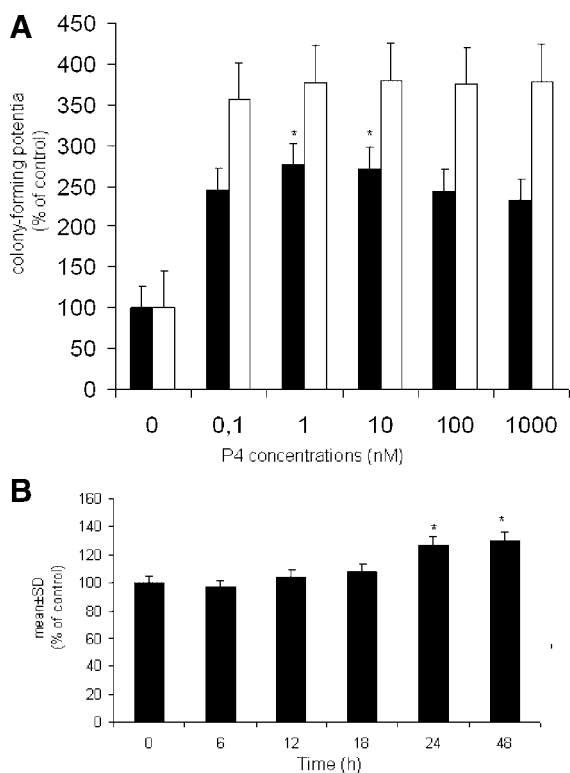 A
colony-forming potentia
(% of control)
450
400
350
300
250
200
150
100
50
0
* *
0 0,1 1 10 100 1000
P4 concentrations (nM)
B
mean±SD
(% of control)
160
140
120
100
80
60
40
20
0
* *
0 6 12 18 24 48
Time (h)